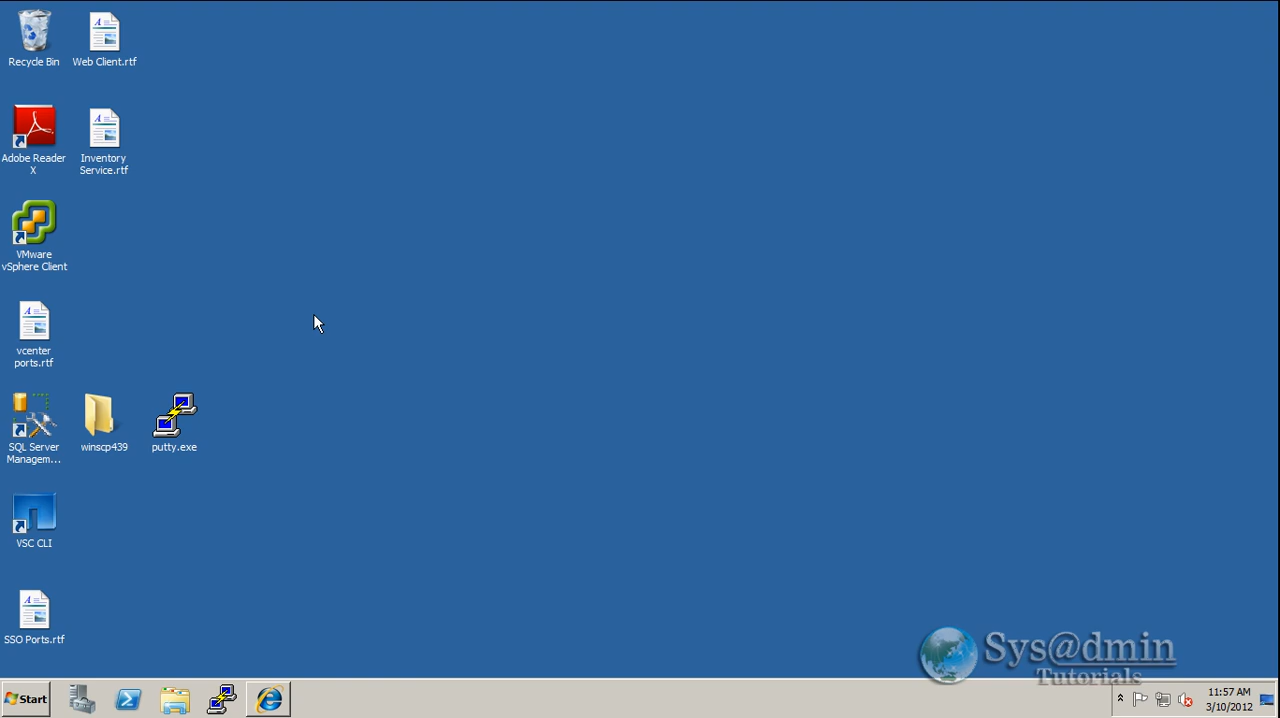 Recycle Bin
Web Client.rtf
Adobe Reader
X
Inventory
Service.rtf
VMware
vSphere Client
vcenter
ports.rtf
SQL Server
Managem...
winscp439
putty.exe
VSC CLI
SSO Ports.rtf
Sys@dmin
Tutorials
Start
11:57 AM
3/10/2012